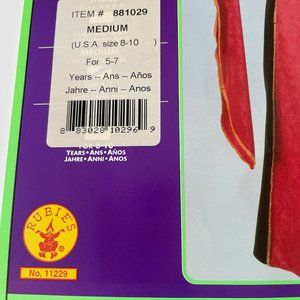 ITEM # 881029
MEDIUM
(U.S.A. size 8-10 )
For 5-7
Years -- Ans -- Años
Jahre -- Anni -- Anos
8 83028 10296 9
YEARS•ANS•AÑOS
JAHRE•ANNI•ANOS
RUBIE'S
®
No. 11229